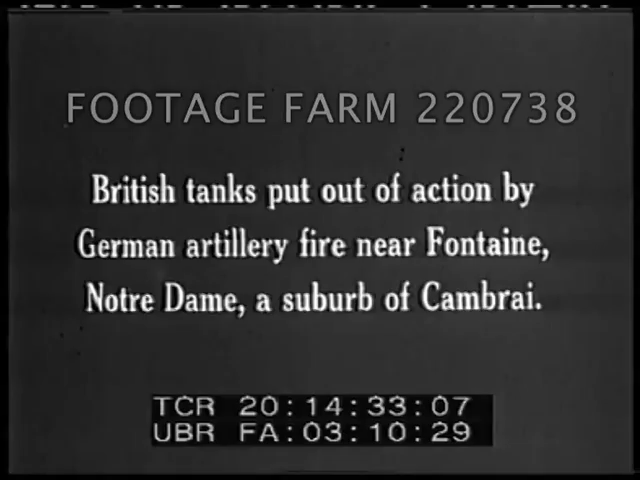 FOOTAGE FARM 220738
British tanks put out of action by
German artillery fire near Fontaine,
Notre Dame, a suburb of Cambrai.
TCR 20:14:33:07
UBR FA:03:10:29